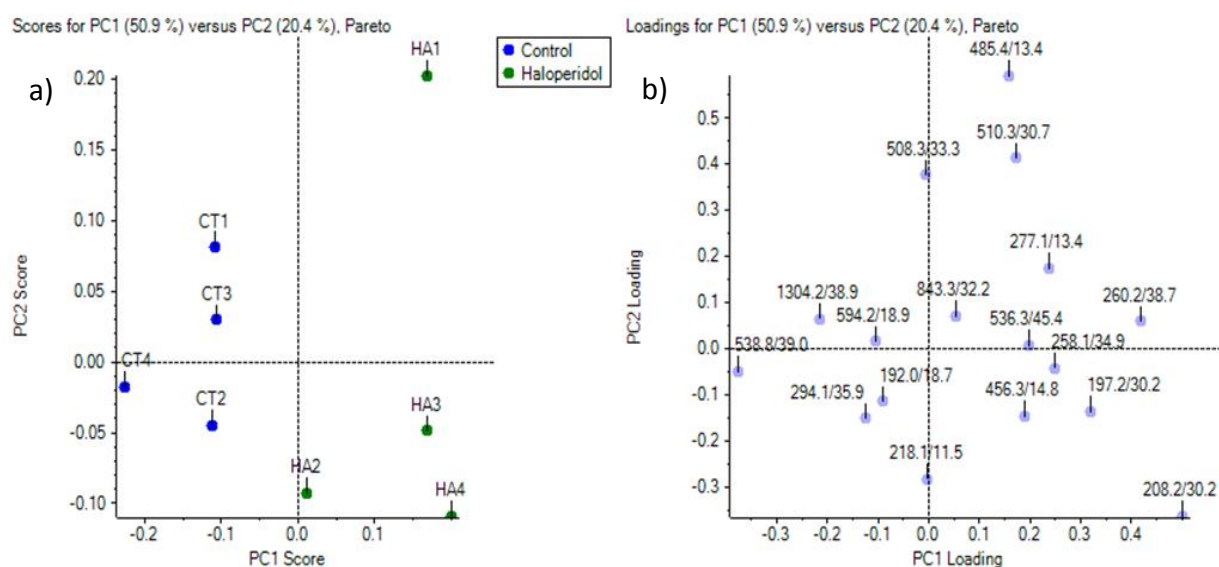 Scores for PC1 (50.9 %) versus PC2 (20.4 %), Pareto
a)
Control
Haloperidol
HA1
CT1
CT3
CT4
CT2
HA3
HA2
HA4
PC2 Score
0.20
0.15
0.10
0.05
0.00
-0.05
-0.10
-0.2 -0.1 0.0 0.1
PC1 Score
Loadings for PC1 (50.9 %) versus PC2 (20.4 %), Pareto
b)
485.4/13.4
510.3/30.7
508.3/33.3
277.1/13.4
1304.2/38.9
594.2/18.9
843.3/32.2
260.2/38.7
536.3/45.4
538.8/39.0
258.1/34.9
294.1/35.9
192.0/18.7
456.3/14.8
197.2/30.2
218.1/11.5
208.2/30.2
PC2 Loading
0.5
0.4
0.3
0.2
0.1
0.0
-0.1
-0.2
-0.3
-0.3 -0.2 -0.1 0.0 0.1 0.2 0.3 0.4
PC1 Loading